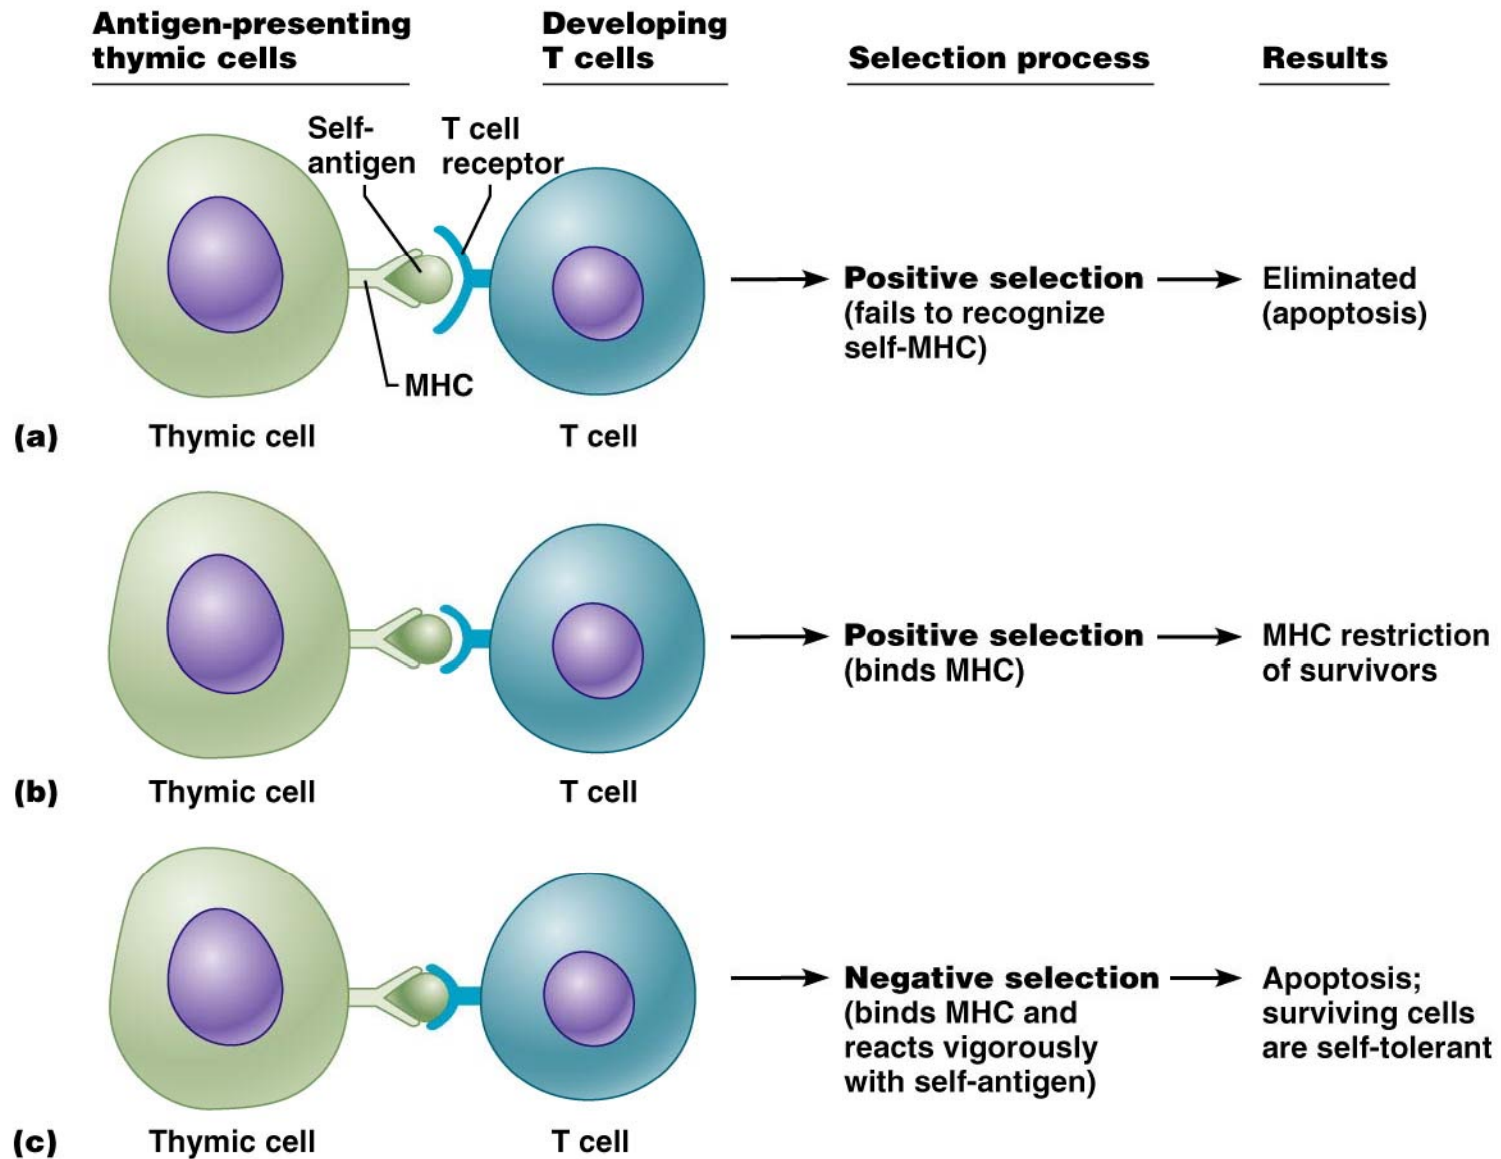 Antigen-presenting
thymic cells
Developing
T cells
Selection process
Results
Self-
antigen
T cell
receptor
MHC
Positive selection
(fails to recognize
self-MHC)
Eliminated
(apoptosis)
(a)
Thymic cell
T cell
Positive selection
(binds MHC)
MHC restriction
of survivors
(b)
Thymic cell
T cell
Negative selection
(binds MHC and
reacts vigorously
with self-antigen)
Apoptosis;
surviving cells
are self-tolerant
(c)
Thymic cell
T cell